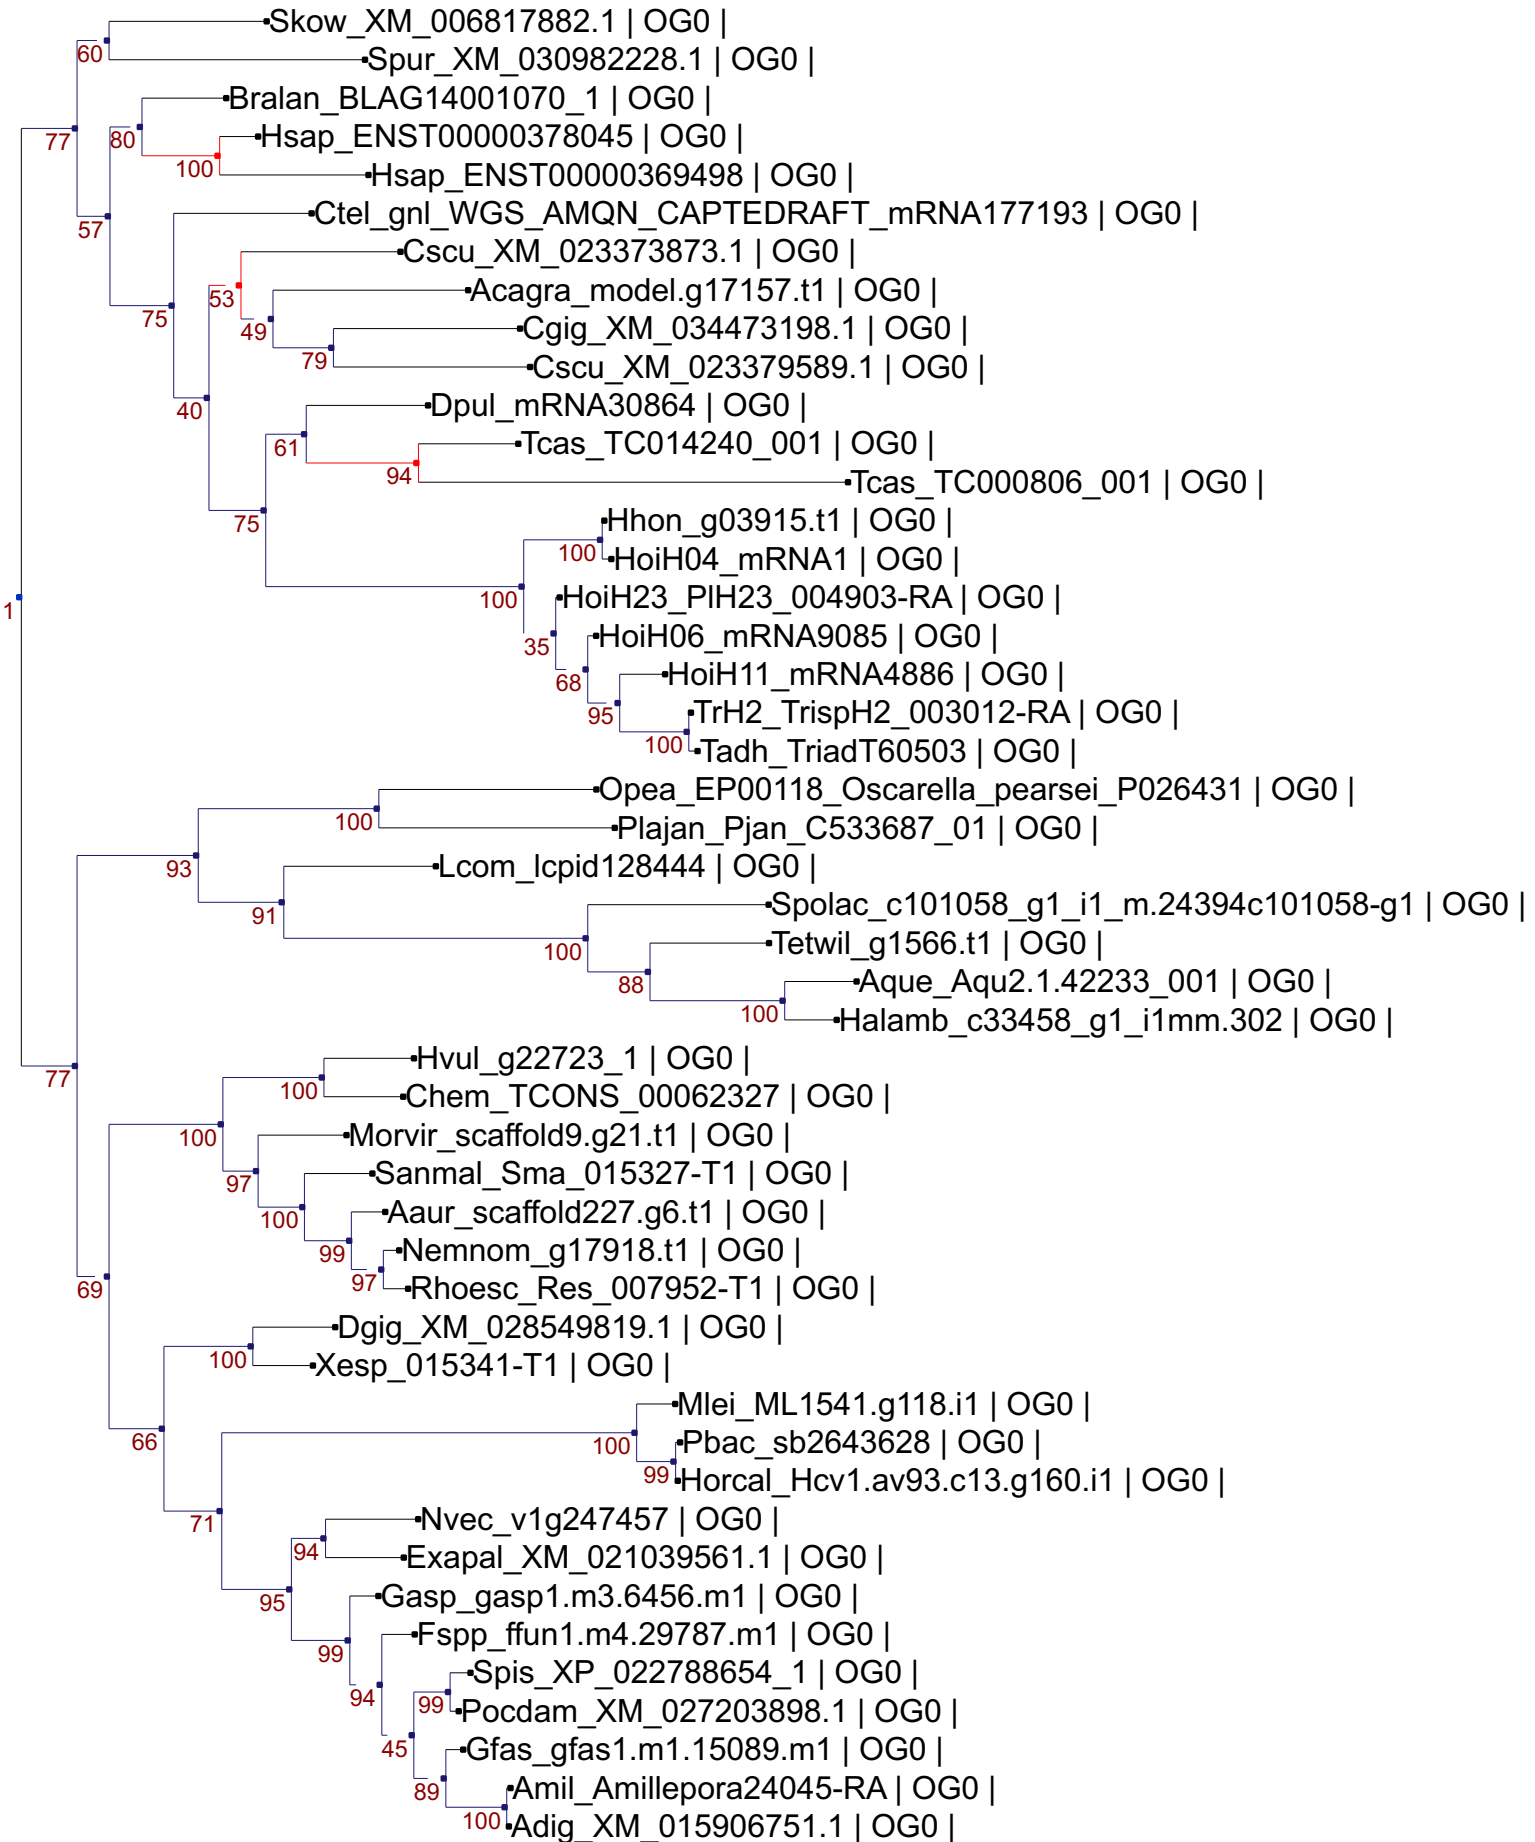 Skow_XM_006817882.1 | OG0 |
60
Spur_XM_030982228.1 | OG0 |
Bralan_BLAG14001070_1 | OG0 |
77
80
Hsap_ENST00000378045 | OG0 |
100
Hsap_ENST00000369498 | OG0 |
57
Ctel_gnl_WGS_AMQN_CAPTEDRAFT_mRNA177193 | OG0 |
Cscu_XM_023373873.1 | OG0 |
53
Acagra_model.g17157.t1 | OG0 |
75
49
Cgig_XM_034473198.1 | OG0 |
79
Cscu_XM_023379589.1 | OG0 |
40
Dpul_mRNA30864 | OG0 |
61
Tcas_TC014240_001 | OG0 |
94
Tcas_TC000806_001 | OG0 |
75
Hhon_g03915.t1 | OG0 |
100
HoiH04_mRNA1 | OG0 |
100
HoiH23_PlH23_004903-RA | OG0 |
1
35
HoiH06_mRNA9085 | OG0 |
68
HoiH11_mRNA4886 | OG0 |
95
TrH2_TrispH2_003012-RA | OG0 |
100
Tadh_TriadT60503 | OG0 |
Opea_EP00118_Oscarella_pearsei_P026431 | OG0 |
100
Plajan_Pjan_C533687_01 | OG0 |
93
Lcom_lcpid128444 | OG0 |
91
Spolac_c101058_g1_i1_m.24394c101058-g1 | OG0 |
100
Tetwil_g1566.t1 | OG0 |
88
Aque_Aqu2.1.42233_001 | OG0 |
100
Halamb_c33458_g1_i1mm.302 | OG0 |
77
Hvul_g22723_1 | OG0 |
100
Chem_TCONS_00062327 | OG0 |
100
Morvir_scaffold9.g21.t1 | OG0 |
97
Sanmal_Sma_015327-T1 | OG0 |
100
Aaur_scaffold227.g6.t1 | OG0 |
99
Nemnom_g17918.t1 | OG0 |
97
Rhoesc_Res_007952-T1 | OG0 |
69
Dgig_XM_028549819.1 | OG0 |
100
Xesp_015341-T1 | OG0 |
Mlei_ML1541.g118.i1 | OG0 |
66
100
Pbac_sb2643628 | OG0 |
99
Horcal_Hcv1.av93.c13.g160.i1 | OG0 |
71
Nvec_v1g247457 | OG0 |
94
Exapal_XM_021039561.1 | OG0 |
95
Gasp_gasp1.m3.6456.m1 | OG0 |
99
Fspp_ffun1.m4.29787.m1 | OG0 |
94
Spis_XP_022788654_1 | OG0 |
99
Pocdam_XM_027203898.1 | OG0 |
45
Gfas_gfas1.m1.15089.m1 | OG0 |
89
Amil_Amillepora24045-RA | OG0 |
100
Adig_XM_015906751.1 | OG0 |